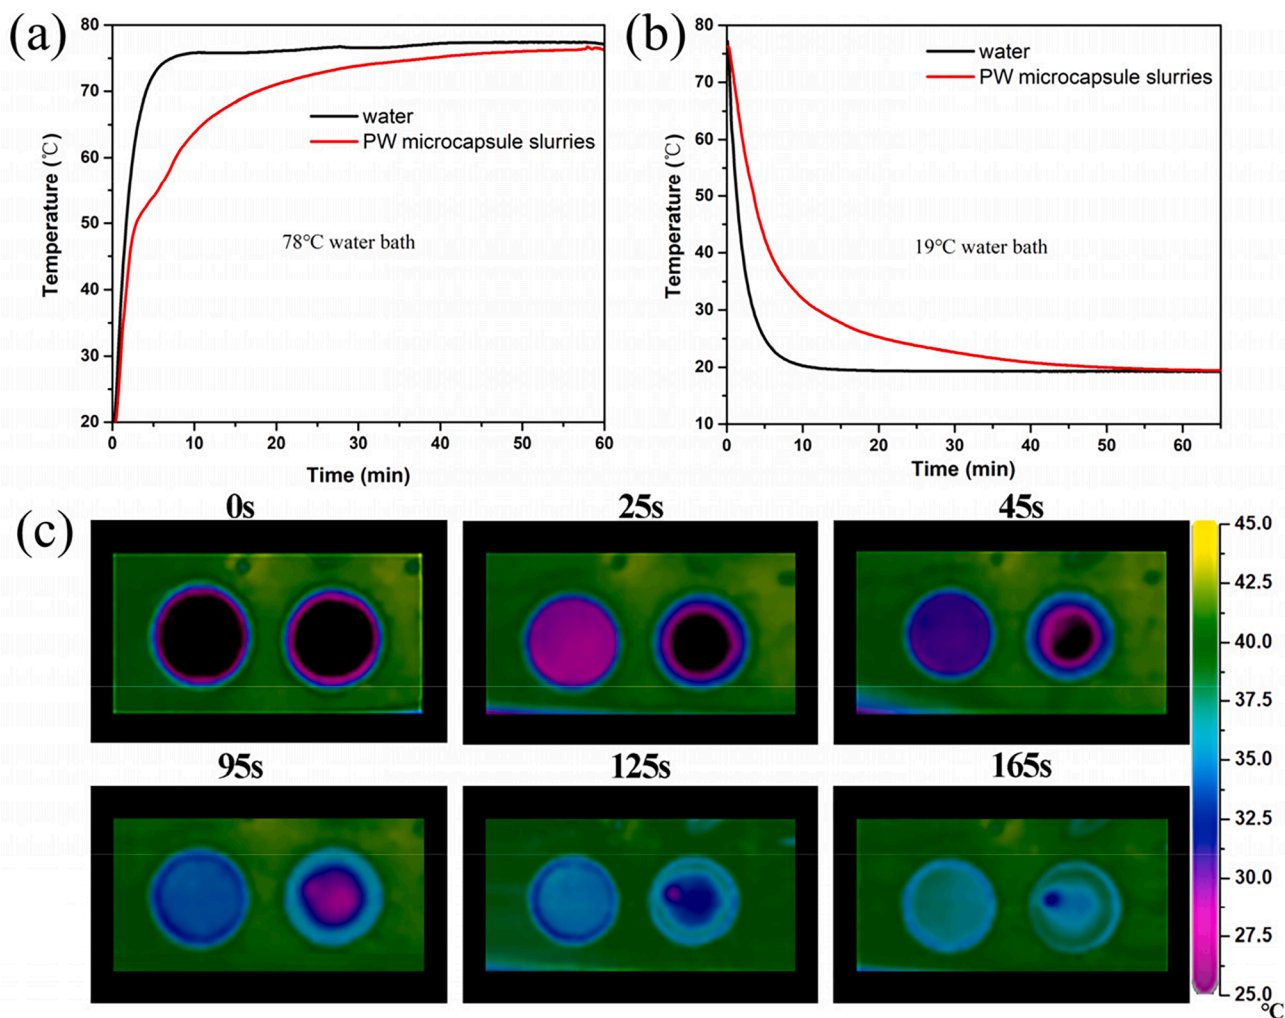 (a)
80
70
60
50
40
30
20
0 10 20 30 40 50 60
Temperature (℃)
Time (min)
water
PW microcapsule slurries
78℃ water bath
(b)
80
70
60
50
40
30
20
10
0 10 20 30 40 50 60
Temperature (℃)
Time (min)
water
PW microcapsule slurries
19℃ water bath
(c)
0s 25s 45s
95s 125s 165s
45.0
42.5
40.0
37.5
35.0
32.5
30.0
27.5
25.0
℃